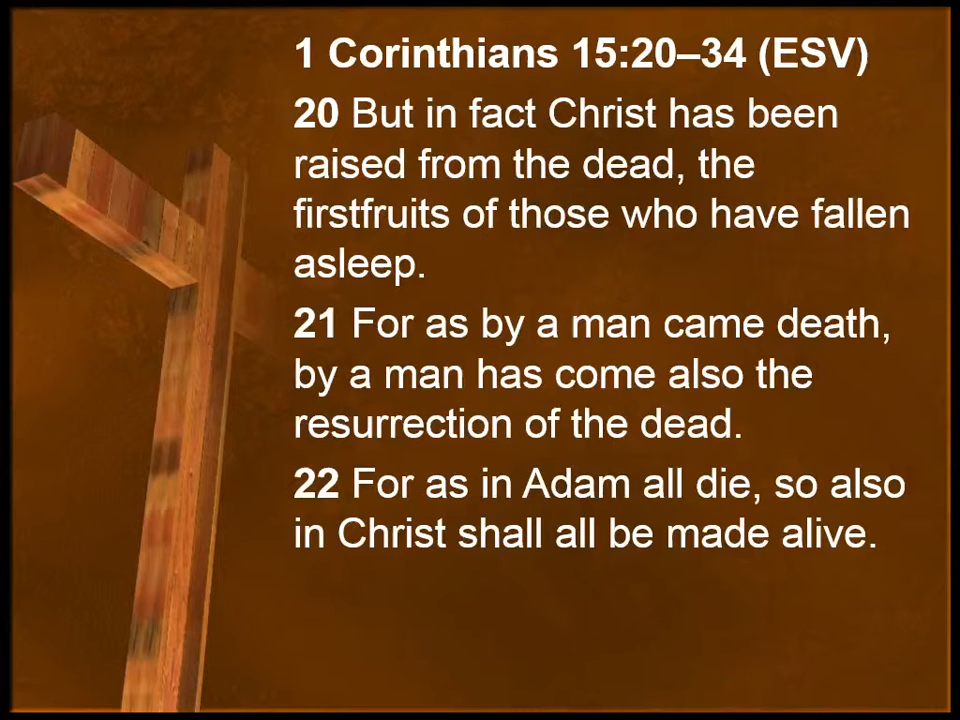 1 Corinthians 15:20–34 (ESV)
20 But in fact Christ has been
raised from the dead, the
firstfruits of those who have fallen
asleep.
21 For as by a man came death,
by a man has come also the
resurrection of the dead.
22 For as in Adam all die, so also
in Christ shall all be made alive.